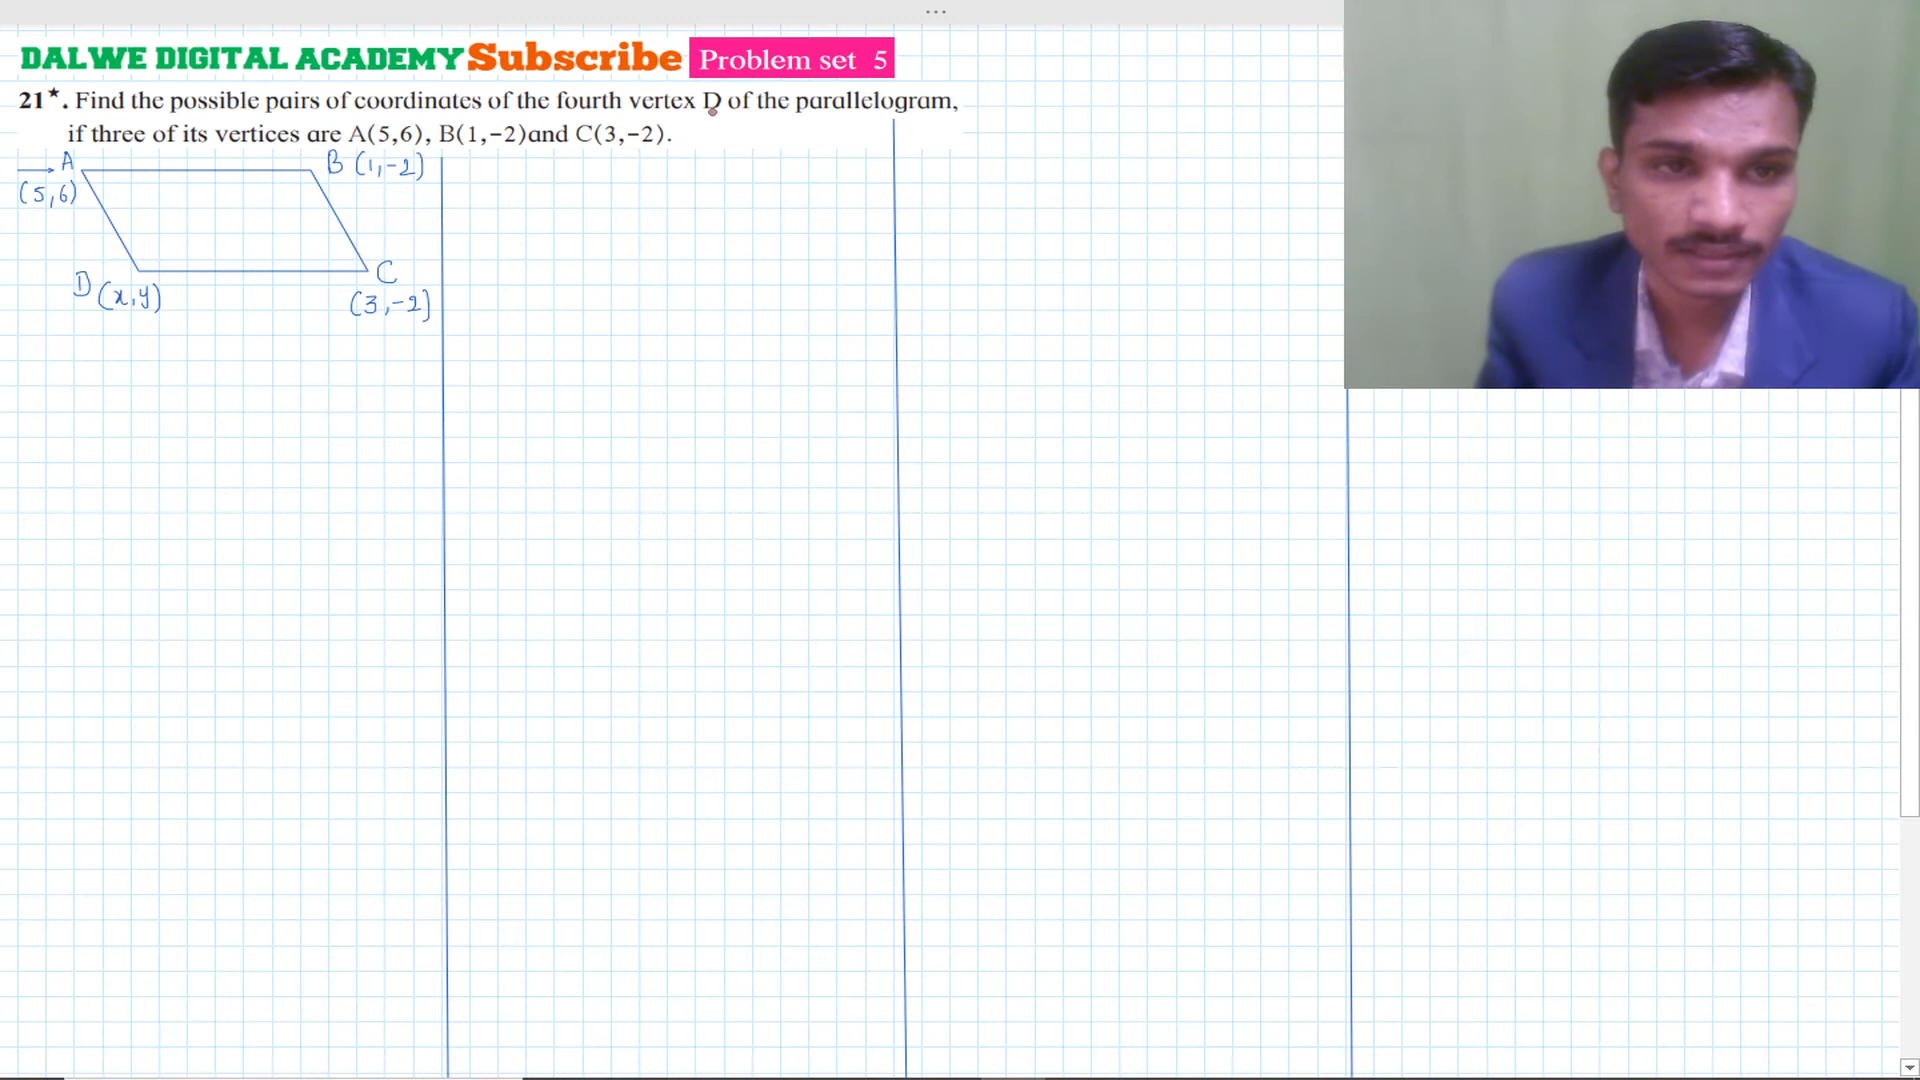 DALWE DIGITAL ACADEMY Subscribe Problem set 5
21★. Find the possible pairs of coordinates of the fourth vertex D of the parallelogram,
if three of its vertices are A(5,6), B(1,-2)and C(3,-2).
A B (1,-2)
(5,6)
D (x,y) C
(3,-2)